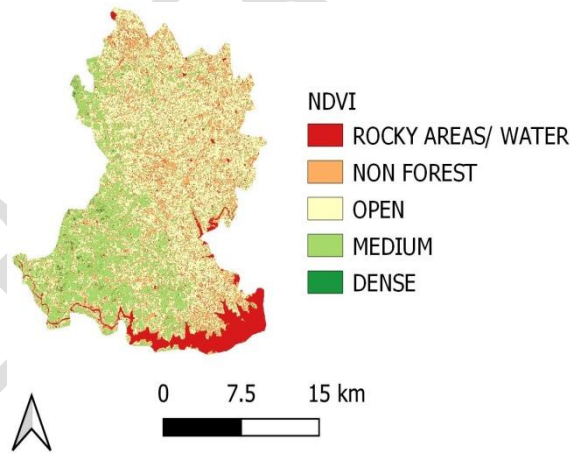 NDVI
ROCKY AREAS/ WATER
NON FOREST
OPEN
MEDIUM
DENSE
0 7.5 15 km